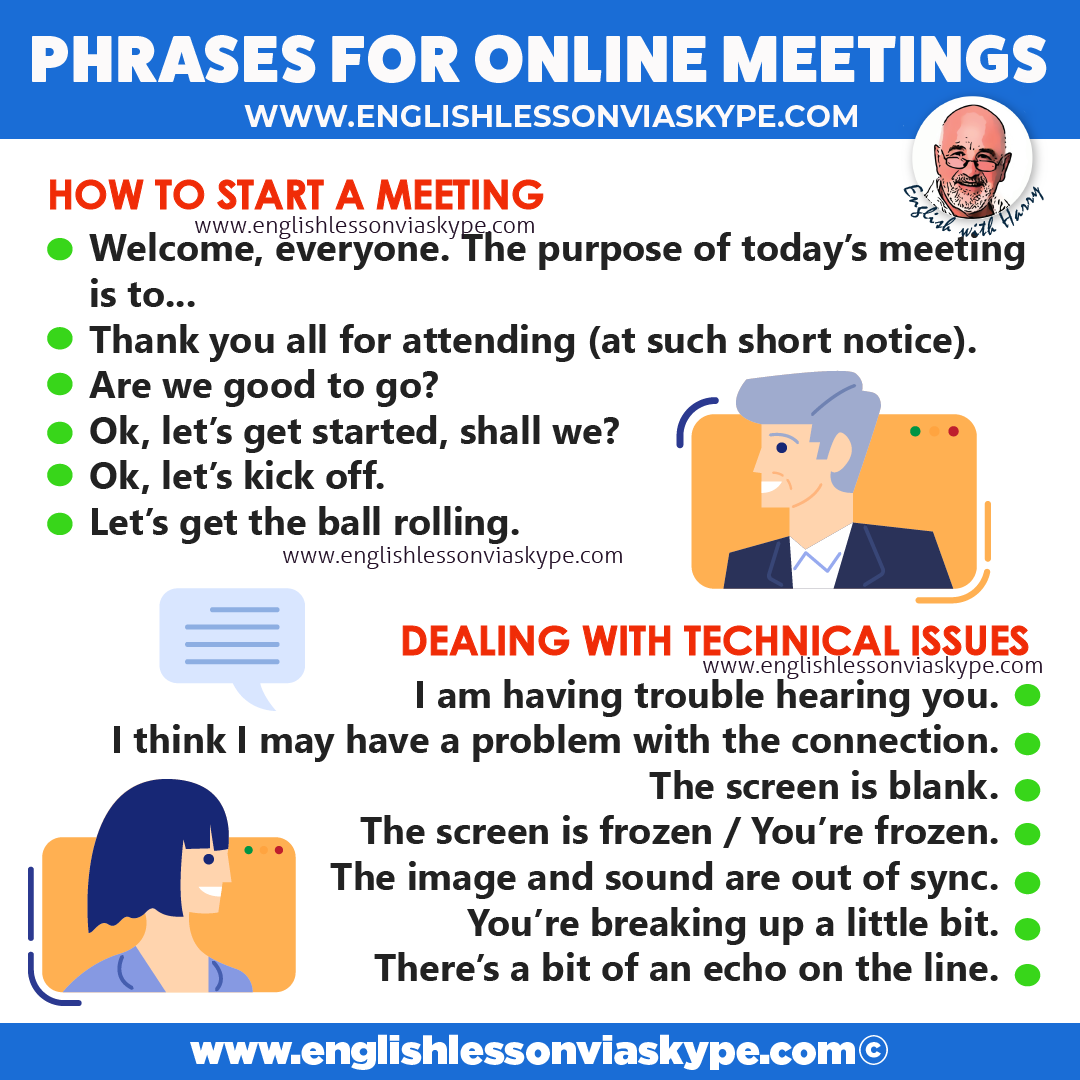 PHRASES FOR ONLINE MEETINGS
WWW.ENGLISHLESSONVIASKYPE.COM
English with Harry
HOW TO START A MEETING
www.englishlessonviaskype.com
Welcome, everyone. The purpose of today’s meeting
is to...
Thank you all for attending (at such short notice).
Are we good to go?
Ok, let’s get started, shall we?
Ok, let’s kick off.
Let’s get the ball rolling.
www.englishlessonviaskype.com
DEALING WITH TECHNICAL ISSUES
www.englishlessonviaskype.com
I am having trouble hearing you.
I think I may have a problem with the connection.
The screen is blank.
The screen is frozen / You’re frozen.
The image and sound are out of sync.
You’re breaking up a little bit.
There’s a bit of an echo on the line.
www.englishlessonviaskype.com©